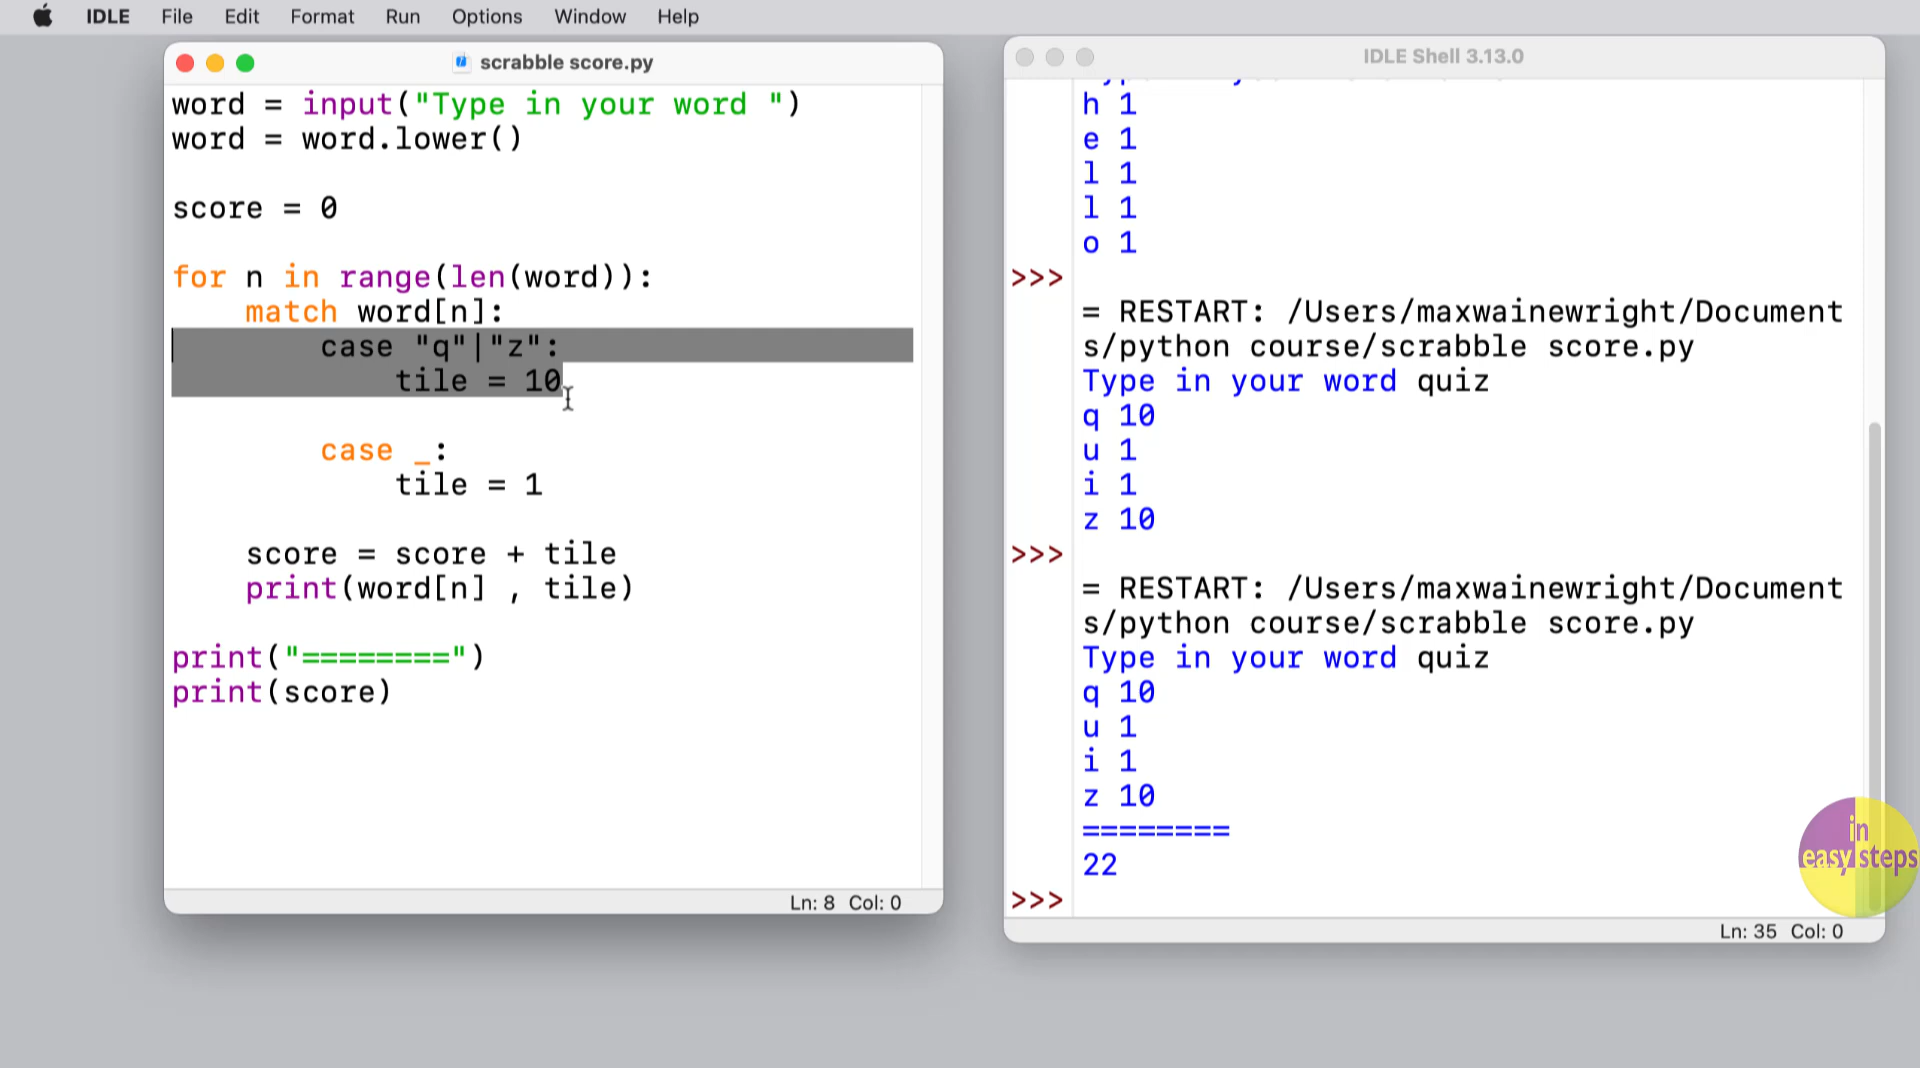 IDLE File Edit Format Run Options Window Help
scrabble score.py
word = input("Type in your word ")
word = word.lower()
score = 0
for n in range(len(word)):
    match word[n]:
        case "q"|"z":
            tile = 10
        case _:
            tile = 1
    score = score + tile
    print(word[n] , tile)
print("========")
print(score)
Ln: 8 Col: 0
IDLE Shell 3.13.0
h 1
e 1
l 1
l 1
o 1
>>>
= RESTART: /Users/maxwainewright/Document
s/python course/scrabble score.py
Type in your word quiz
q 10
u 1
i 1
z 10
>>>
= RESTART: /Users/maxwainewright/Document
s/python course/scrabble score.py
Type in your word quiz
q 10
u 1
i 1
z 10
========
22
>>>
Ln: 35 Col: 0
in
easy steps